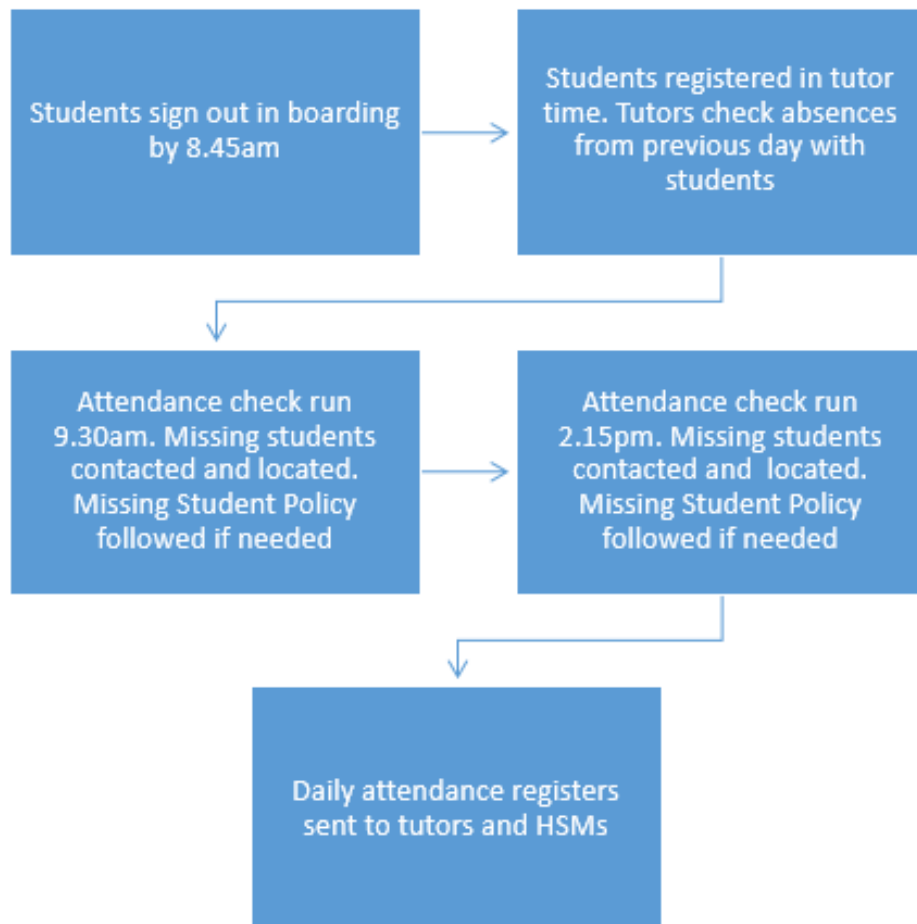 Students sign out in boarding
by 8.45am
Students registered in tutor
time. Tutors check absences
from previous day with
students
Attendance check run
9.30am. Missing students
contacted and located.
Missing Student Policy
followed if needed
Attendance check run
2.15pm. Missing students
contacted and  located.
Missing Student Policy
followed if needed
Daily attendance registers
sent to tutors and HSMs